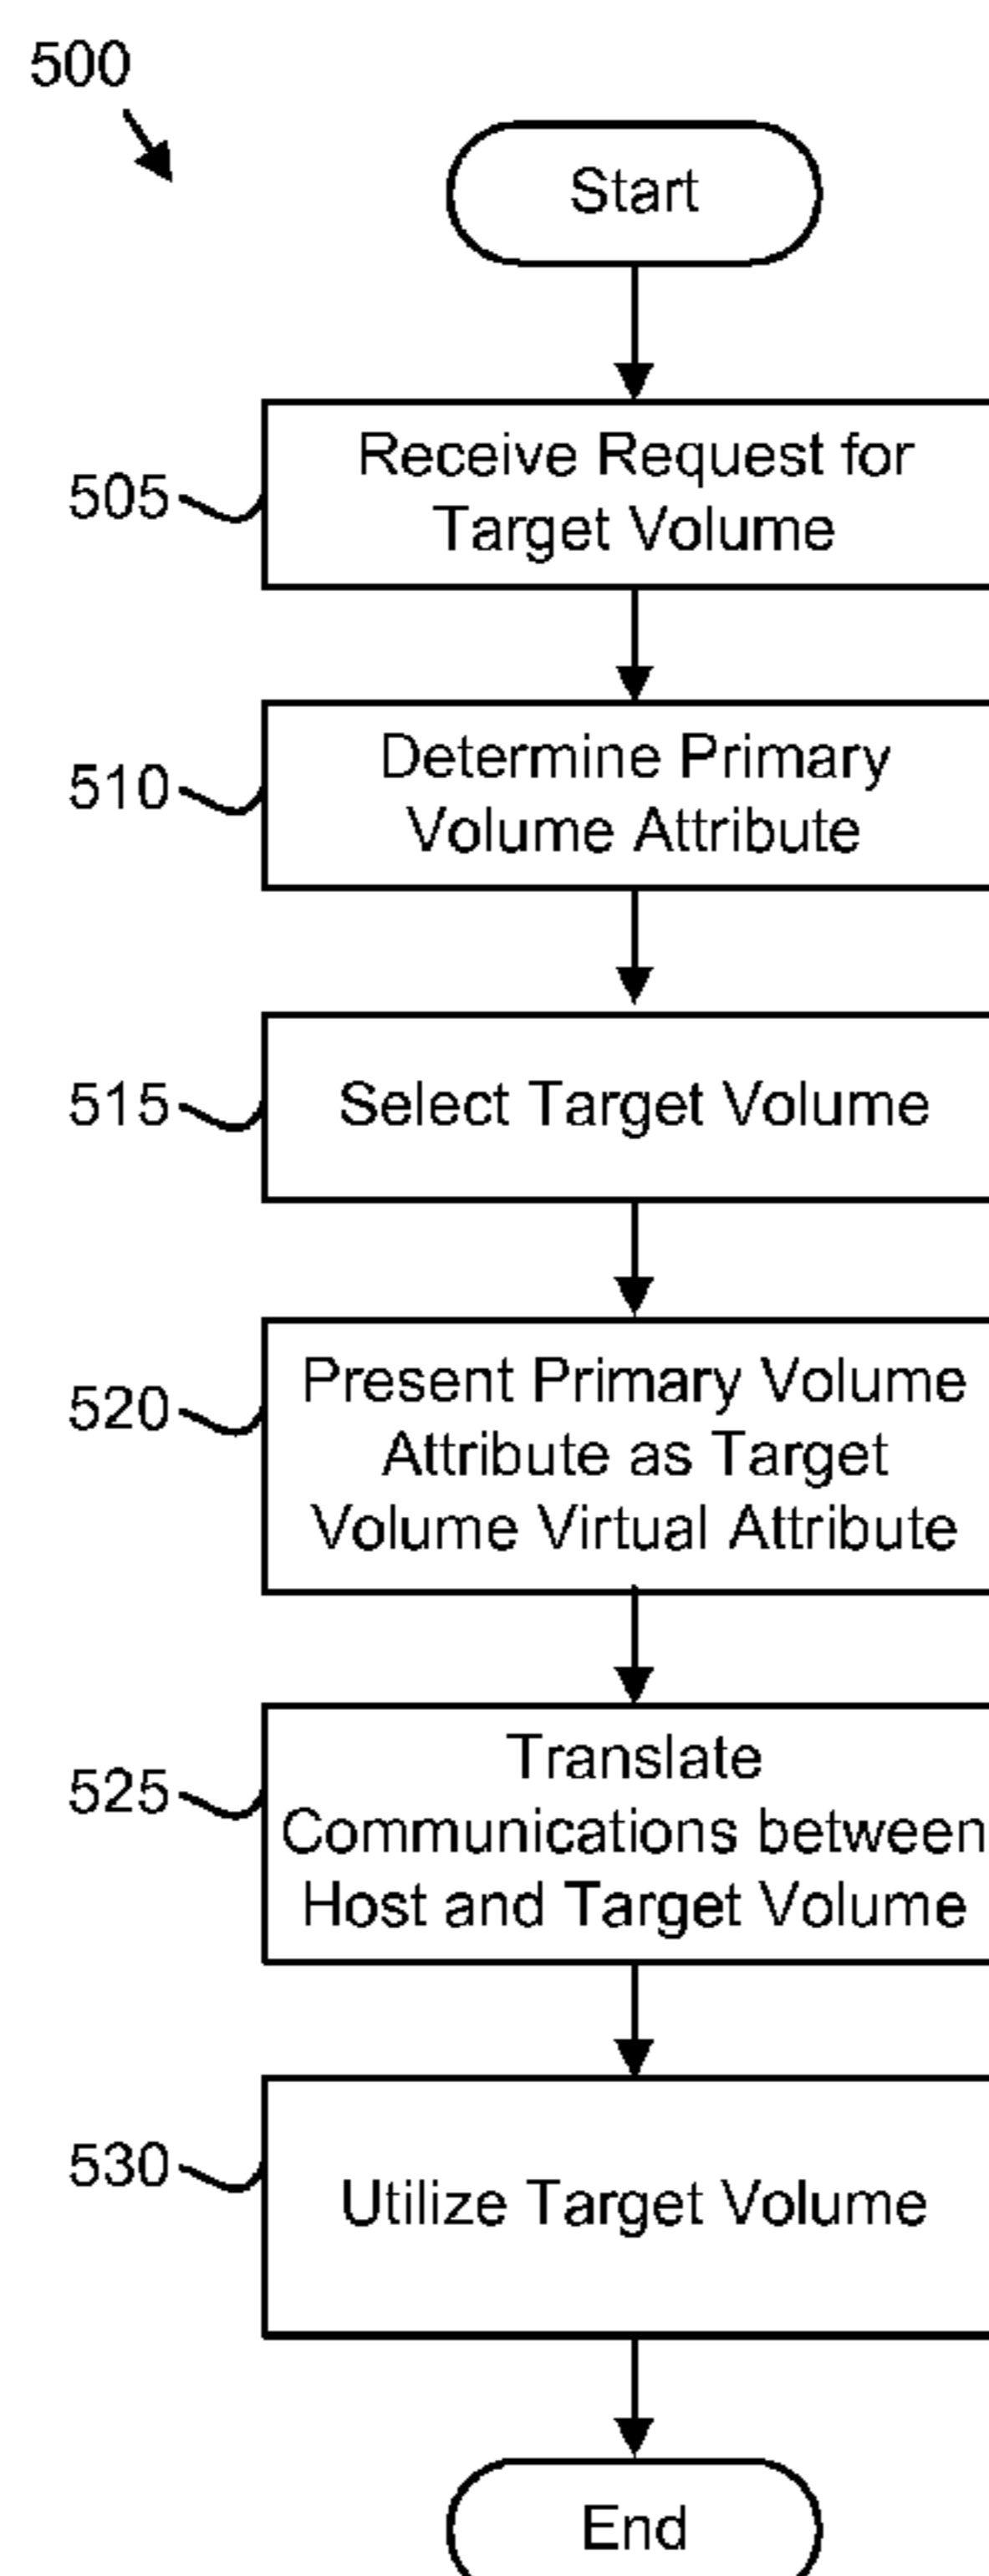 500
Start
505
Receive Request for
Target Volume
510
Determine Primary
Volume Attribute
515
Select Target Volume
520
Present Primary Volume
Attribute as Target
Volume Virtual Attribute
525
Translate
Communications between
Host and Target Volume
530
Utilize Target Volume
End